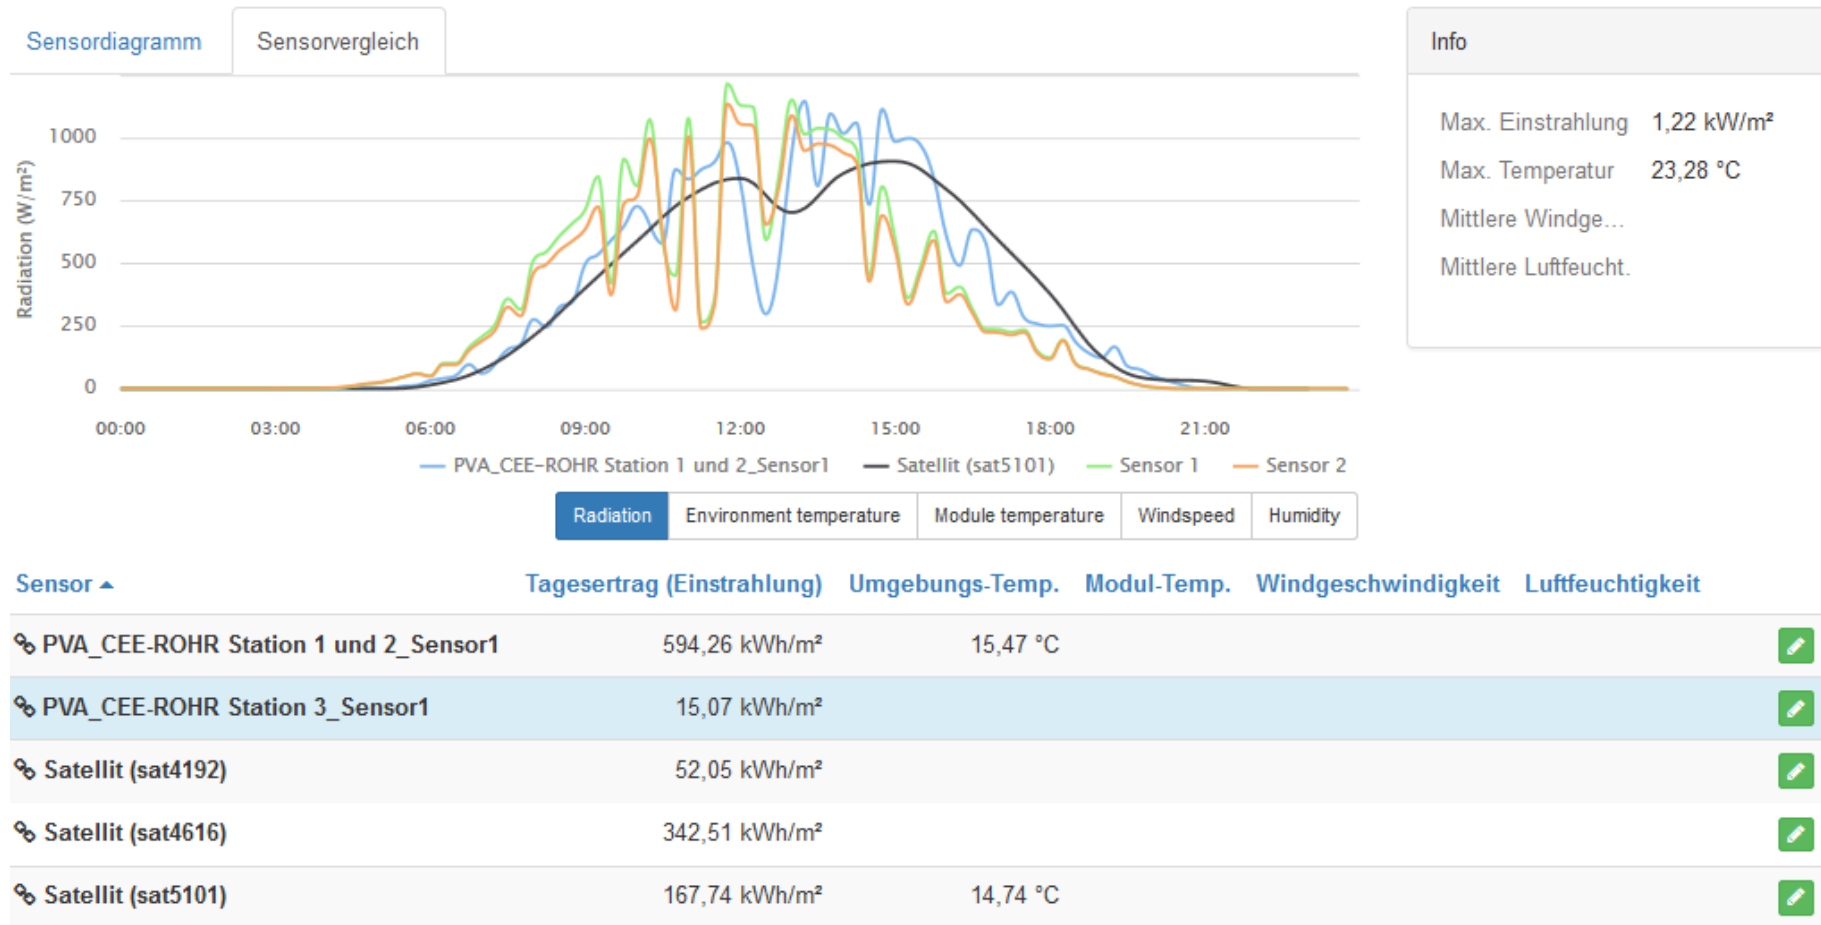 Sensordiagramm Sensorvergleich
Info
Max. Einstrahlung 1,22 kW/m²
Max. Temperatur 23,28 °C
Mittlere Windge...
Mittlere Luftfeucht.
Radiation (W/m²)
1000
750
500
250
0
00:00 03:00 06:00 09:00 12:00 15:00 18:00 21:00
PVA_CEE-ROHR Station 1 und 2_Sensor1 Satellit (sat5101) Sensor 1 Sensor 2
Radiation Environment temperature Module temperature Windspeed Humidity
Sensor Tagesertrag (Einstrahlung) Umgebungs-Temp. Modul-Temp. Windgeschwindigkeit Luftfeuchtigkeit
PVA_CEE-ROHR Station 1 und 2_Sensor1 594,26 kWh/m² 15,47 °C
PVA_CEE-ROHR Station 3_Sensor1 15,07 kWh/m²
Satellit (sat4192) 52,05 kWh/m²
Satellit (sat4616) 342,51 kWh/m²
Satellit (sat5101) 167,74 kWh/m² 14,74 °C